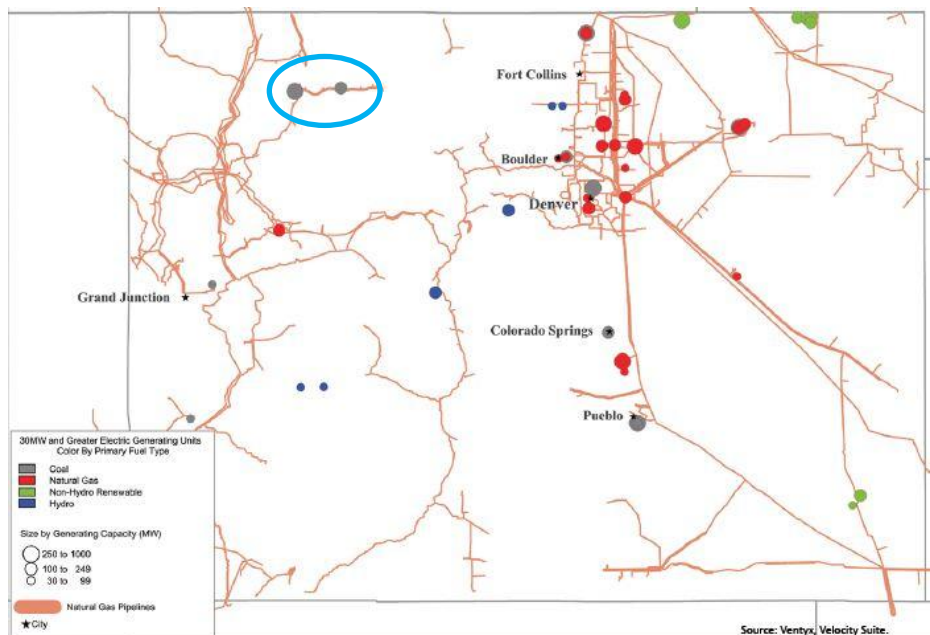 Fort Collins
Boulder
Denver
Grand Junction
Colorado Springs
Pueblo
30MW and Greater Electric Generating Units
Color By Primary Fuel Type
Coal
Natural Gas
Non-Hydro Renewable
Hydro
Size by Generating Capacity (MW)
250 to 1000
100 to 249
30 to 99
Natural Gas Pipelines
City
Source: Ventyx, Velocity Suite.